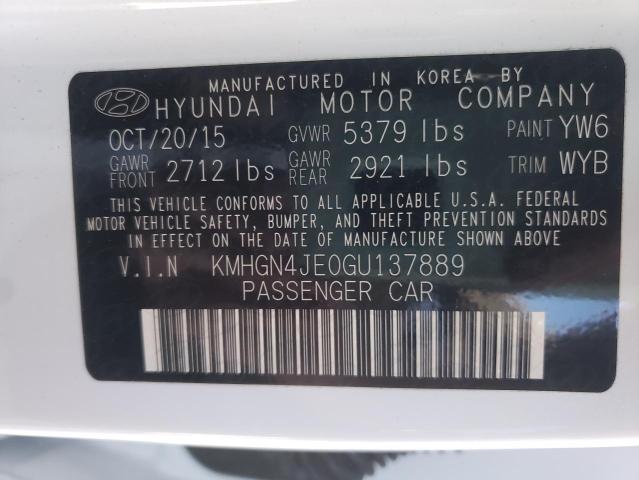 MANUFACTURED IN KOREA BY
HYUNDAI MOTOR COMPANY
OCT/20/15 GVWR 5379 lbs PAINT YW6
GAWR FRONT 2712 lbs GAWR REAR 2921 lbs TRIM WYB
THIS VEHICLE CONFORMS TO ALL APPLICABLE U.S.A. FEDERAL
MOTOR VEHICLE SAFETY, BUMPER, AND THEFT PREVENTION STANDARDS
IN EFFECT ON THE DATE OF MANUFACTURE SHOWN ABOVE
V.I.N KMHGN4JE0GU137889
PASSENGER CAR